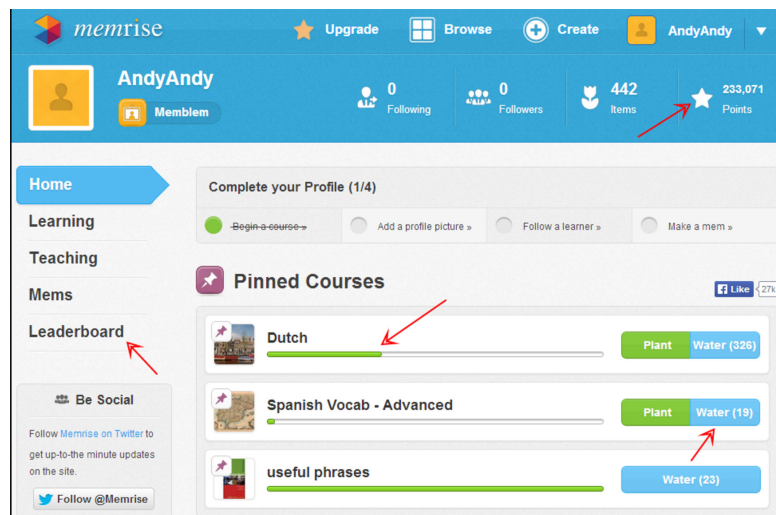 memrise
Upgrade
Browse
Create
AndyAndy
AndyAndy
Memblem
0
Following
0
Followers
442
Items
233,071
Points
Home
Learning
Teaching
Mems
Leaderboard
Complete your Profile (1/4)
Begin a course »
Add a profile picture »
Follow a learner »
Make a mem »
Pinned Courses
Like
27k
Dutch
Plant
Water (326)
Spanish Vocab - Advanced
Plant
Water (19)
useful phrases
Water (23)
Be Social
Follow Memrise on Twitter to
get up-to-the minute updates
on the site.
Follow @Memrise